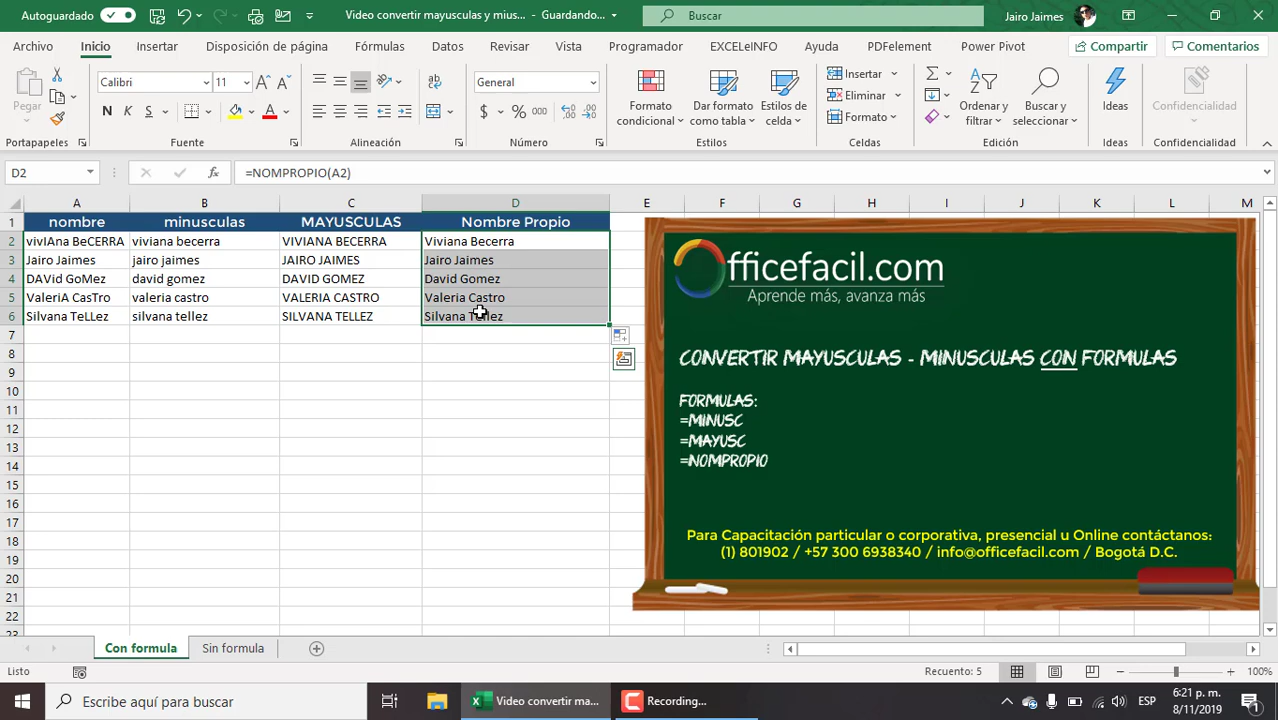 Autoguardado
Video convertir mayusculas y mius... - Guardando...
Buscar
Jairo Jaimes
Archivo Inicio Insertar Disposición de página Fórmulas Datos Revisar Vista Programador EXCELeINFO Ayuda PDFelement Power Pivot Compartir Comentarios
Pegar
Calibri 11
N K S
General
$ % 000
Formato condicional
Dar formato como tabla
Estilos de celda
Insertar
Eliminar
Formato
Ordenar y filtrar
Buscar y seleccionar
Ideas
Confidencialidad
Portapapeles Fuente Alineación Número Estilos Celdas Edición Ideas Confidencialidad
D2 fx =NOMPROPIO(A2)
A B C D E F G H I J K L M
1 nombre minusculas MAYUSCULAS Nombre Propio
2 vivIAna BeCERRA viviana becerra VIVIANA BECERRA Viviana Becerra
3 Jairo Jaimes jairo jaimes JAIRO JAIMES Jairo Jaimes
4 DAVid GoMez david gomez DAVID GOMEZ David Gomez
5 ValeriA CasTro valeria castro VALERIA CASTRO Valeria Castro
6 Silvana TeLLez silvana tellez SILVANA TELLEZ Silvana Tellez
7
8
9
10
11
12
13
14
15
16
17
18
19
20
21
22
23
fficefacil.com
Aprende más, avanza más
CONVERTIR MAYUSCULAS - MINUSCULAS CON FORMULAS
FORMULAS:
=MINUSC
=MAYUSC
=NOMPROPIO
Para Capacitación particular o corporativa, presencial u Online contáctanos:
(1) 801902 / +57 300 6938340 / info@officefacil.com / Bogotá D.C.
Con formula Sin formula
Listo
Recuento: 5
100%
Escribe aquí para buscar
Video convertir ma...
Recording...
ESP
6:21 p. m.
8/11/2019
1